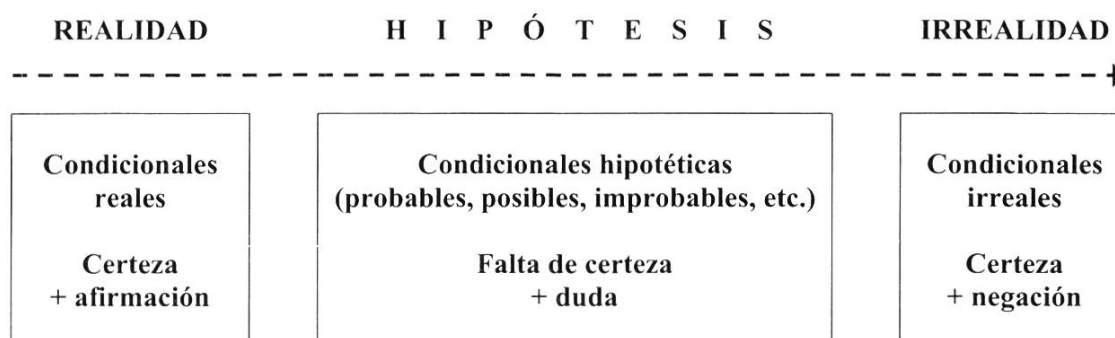 REALIDAD
H I P Ó T E S I S
IRREALIDAD
Condicionales
reales
Certeza
+ afirmación
Condicionales hipotéticas
(probables, posibles, improbables, etc.)
Falta de certeza
+ duda
Condicionales
irreales
Certeza
+ negación